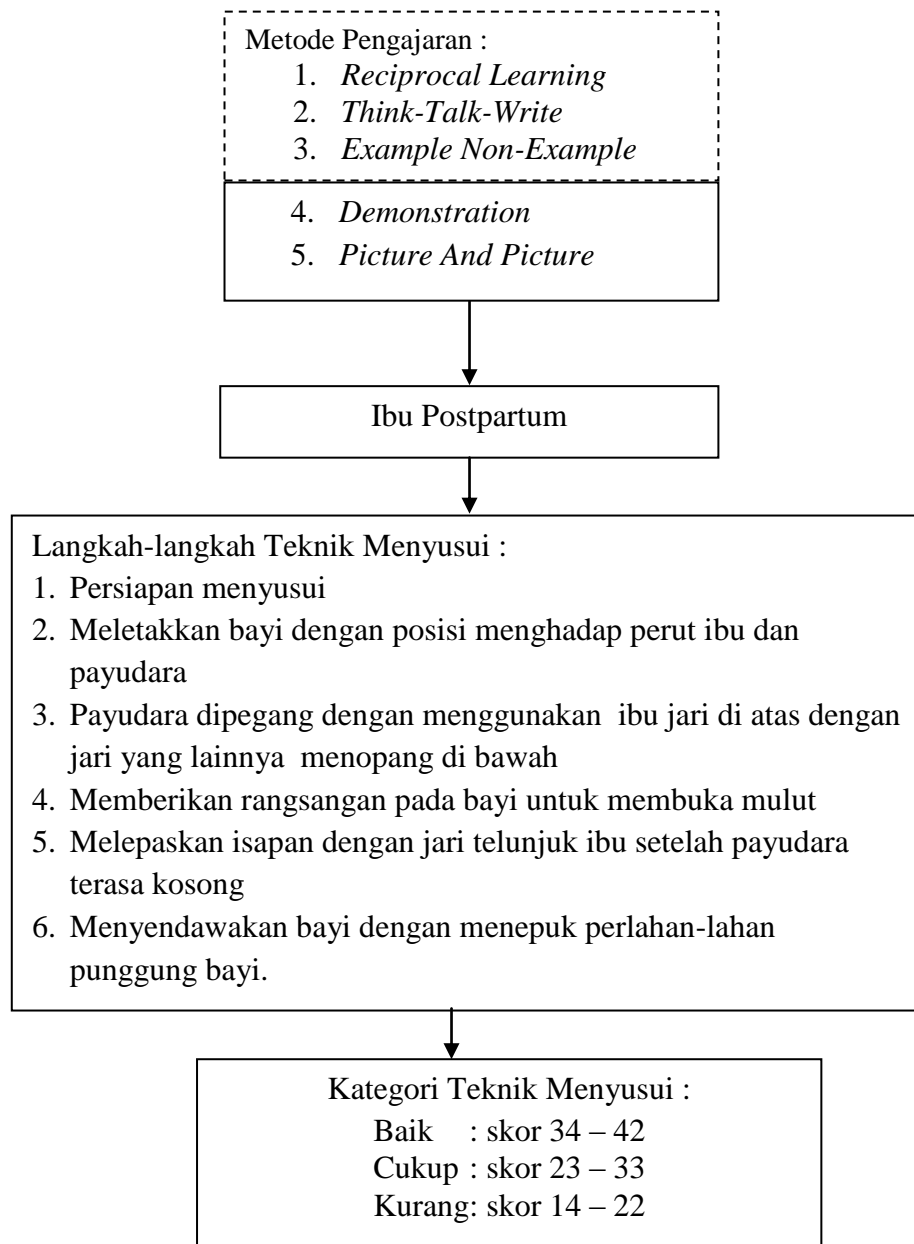 Metode Pengajaran :
1. Reciprocal Learning
2. Think-Talk-Write
3. Example Non-Example
4. Demonstration
5. Picture And Picture
Ibu Postpartum
Langkah-langkah Teknik Menyusui :
1. Persiapan menyusui
2. Meletakkan bayi dengan posisi menghadap perut ibu dan
payudara
3. Payudara dipegang dengan menggunakan ibu jari di atas dengan
jari yang lainnya menopang di bawah
4. Memberikan rangsangan pada bayi untuk membuka mulut
5. Melepaskan isapan dengan jari telunjuk ibu setelah payudara
terasa kosong
6. Menyendawakan bayi dengan menepuk perlahan-lahan
punggung bayi.
Kategori Teknik Menyusui :
Baik : skor 34 – 42
Cukup : skor 23 – 33
Kurang: skor 14 – 22